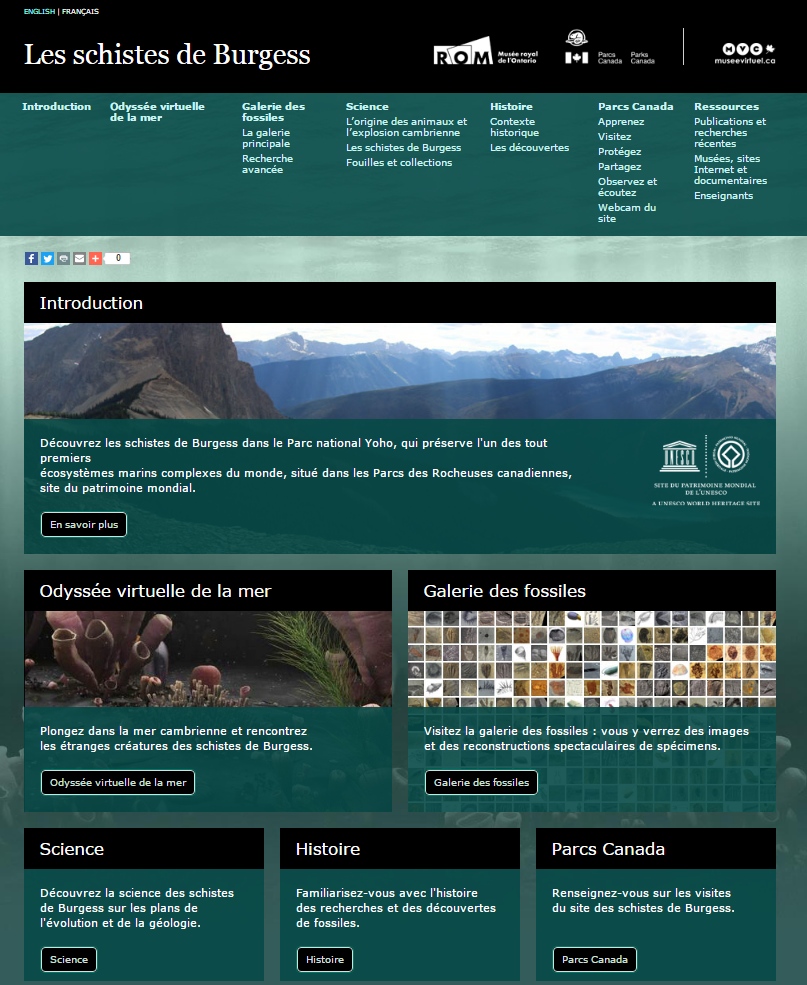 ENGLISH | FRANÇAIS
Les schistes de Burgess
ROM Musée royal
de l'Ontario
Parcs Parks
Canada Canada
MVC
museevirtuel.ca
Introduction
Odyssée virtuelle
de la mer
Galerie des
fossiles
La galerie
principale
Recherche
avancée
Science
L'origine des animaux et
l'explosion cambrienne
Les schistes de Burgess
Fouilles et collections
Histoire
Contexte
historique
Les découvertes
Parcs Canada
Apprenez
Visitez
Protégez
Partagez
Observez et
écoutez
Webcam du
site
Ressources
Publications et
recherches
récentes
Musées, sites
Internet et
documentaires
Enseignants
0
Introduction
Découvrez les schistes de Burgess dans le Parc national Yoho, qui préserve l'un des tout
premiers
écosystèmes marins complexes du monde, situé dans les Parcs des Rocheuses canadiennes,
site du patrimoine mondial.
En savoir plus
UNESCO
SITE DU PATRIMOINE MONDIAL
DE L'UNESCO
A UNESCO WORLD HERITAGE SITE
Odyssée virtuelle de la mer
Plongez dans la mer cambrienne et rencontrez
les étranges créatures des schistes de Burgess.
Odyssée virtuelle de la mer
Galerie des fossiles
Visitez la galerie des fossiles : vous y verrez des images
et des reconstructions spectaculaires de spécimens.
Galerie des fossiles
Science
Découvrez la science des schistes
de Burgess sur les plans de
l'évolution et de la géologie.
Science
Histoire
Familiarisez-vous avec l'histoire
des recherches et des découvertes
de fossiles.
Histoire
Parcs Canada
Renseignez-vous sur les visites
du site des schistes de Burgess.
Parcs Canada